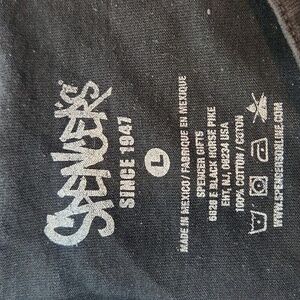 SPENCER'S
SINCE 1947
L
MADE IN MEXICO / FABRIQUE EN MEXIQUE
SPENCER GIFTS
6826 E BLACK HORSE PIKE
EHT, NJ, 08234 USA
100% COTTON / COTON
WWW.SPENCERSONLINE.COM